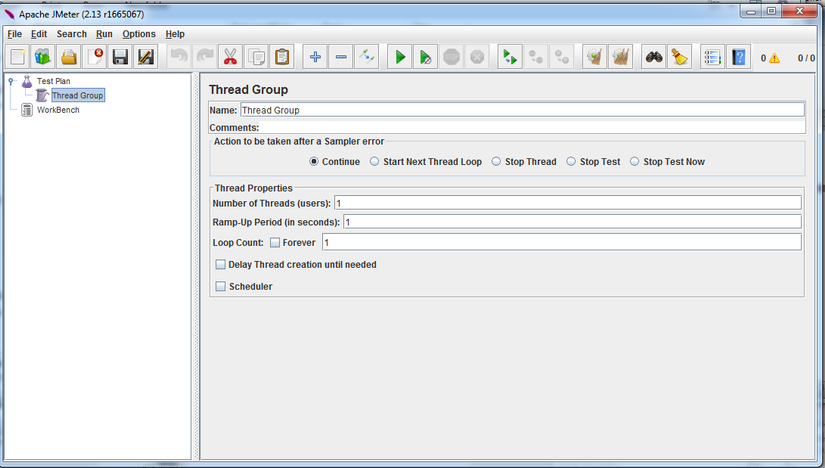 Apache JMeter (2.13 r1665067)
File Edit Search Run Options Help
0 0 / 0
Test Plan
Thread Group
WorkBench
Thread Group
Name: Thread Group
Comments:
Action to be taken after a Sampler error
Continue Start Next Thread Loop Stop Thread Stop Test Stop Test Now
Thread Properties
Number of Threads (users): 1
Ramp-Up Period (in seconds): 1
Loop Count: Forever 1
Delay Thread creation until needed
Scheduler